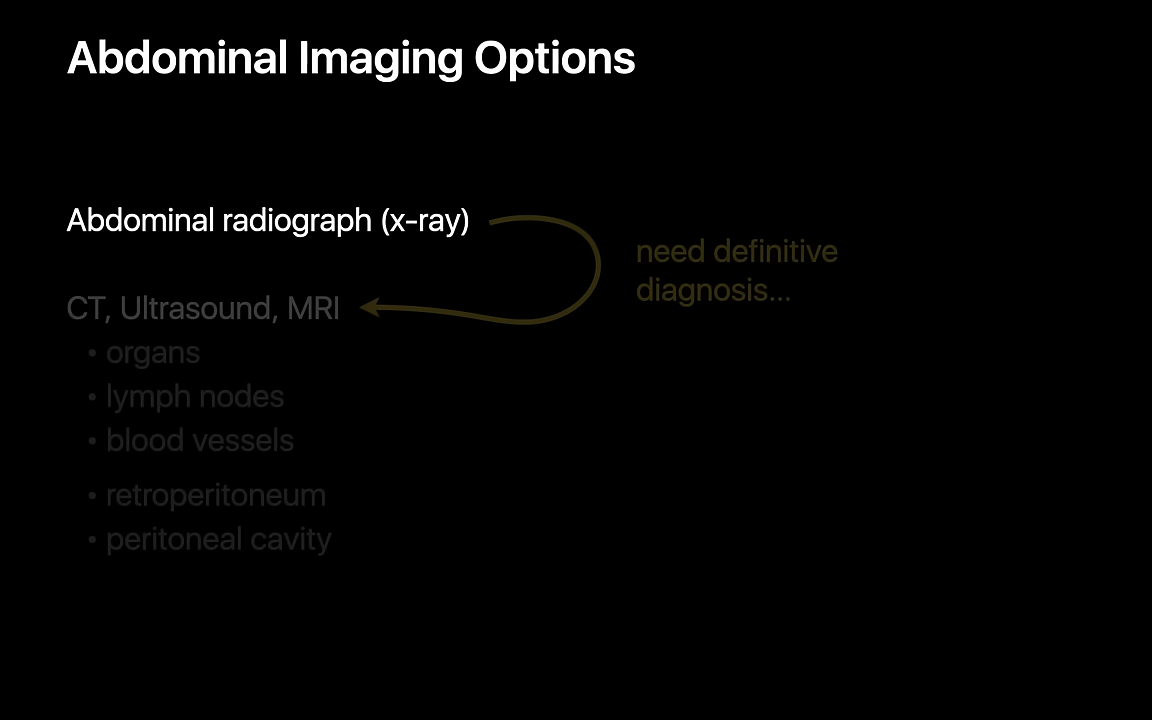 Abdominal Imaging Options
Abdominal radiograph (x-ray)
need definitive
diagnosis...
CT, Ultrasound, MRI
• organs
• lymph nodes
• blood vessels
• retroperitoneum
• peritoneal cavity